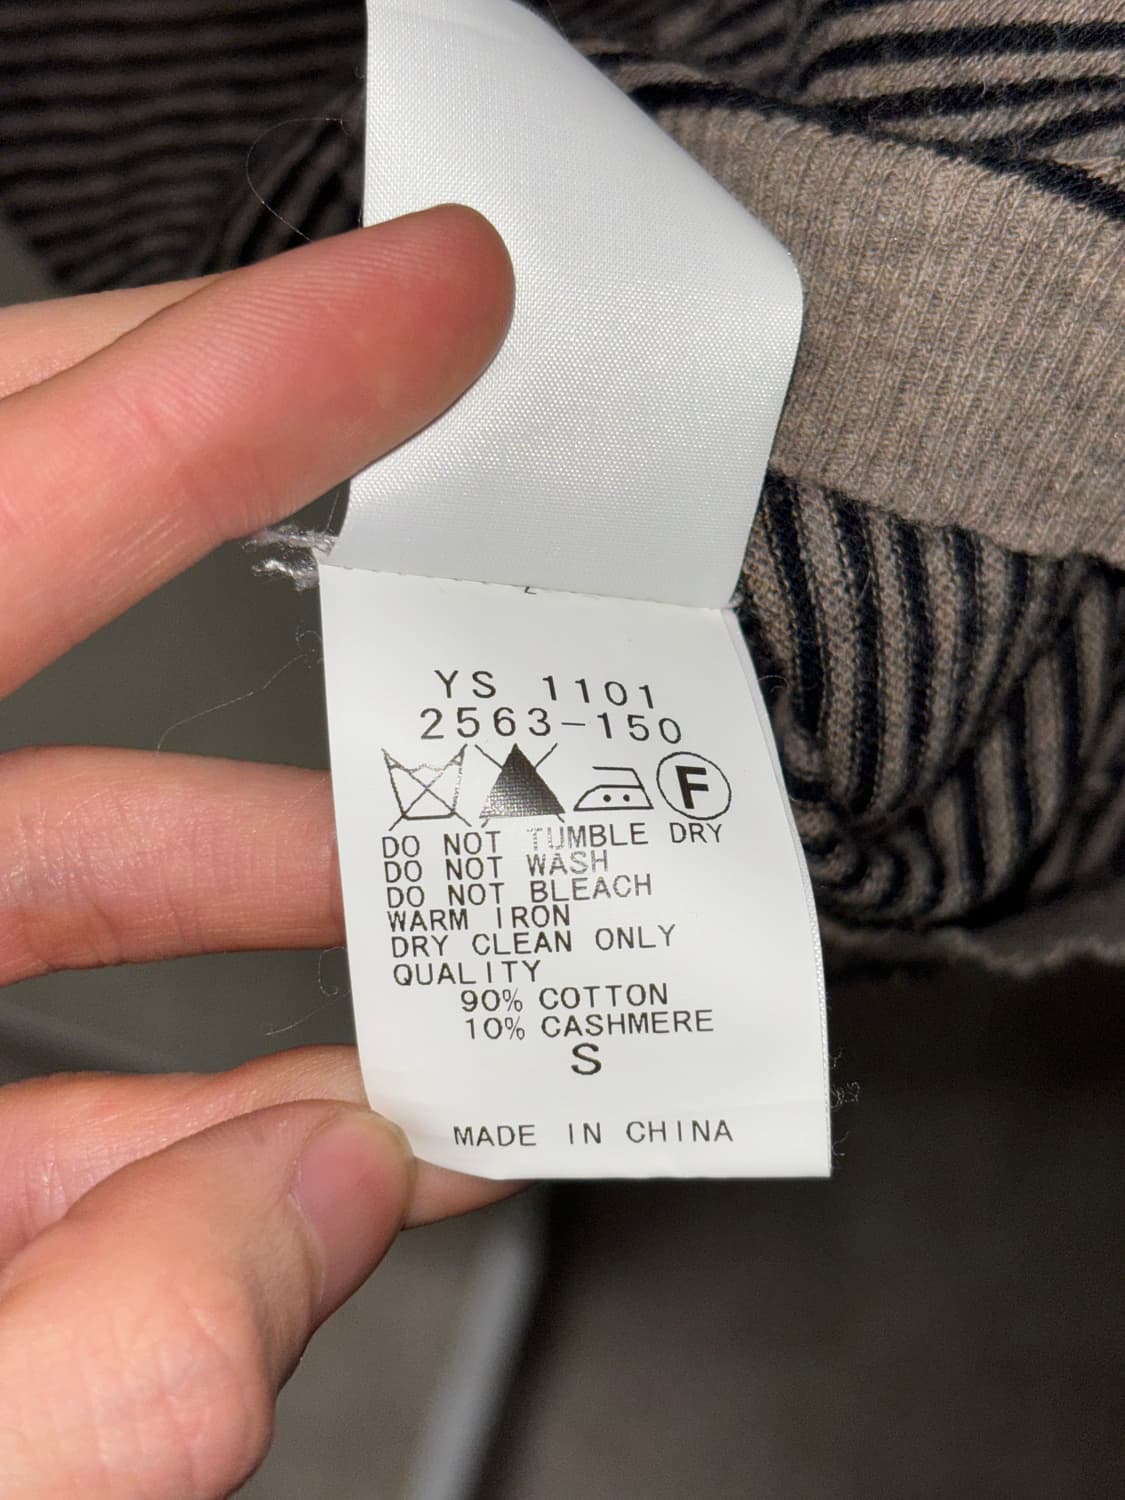 YS 1101
2563-150
F
DO NOT TUMBLE DRY
DO NOT WASH
DO NOT BLEACH
WARM IRON
DRY CLEAN ONLY
QUALITY
90% COTTON
10% CASHMERE
S
MADE IN CHINA